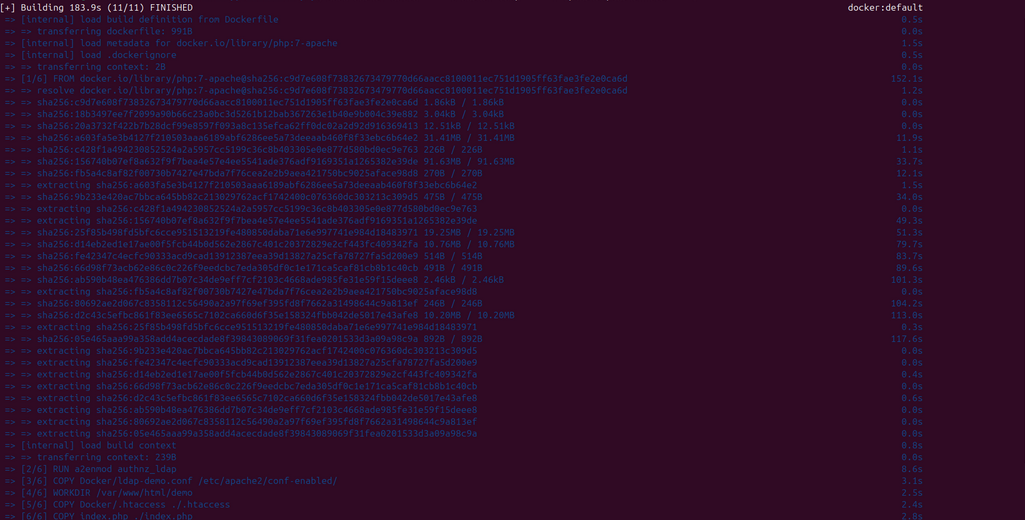 [+] Building 183.9s (11/11) FINISHED docker:default
=> [internal] load build definition from Dockerfile 0.5s
=> => transferring dockerfile: 991B 0.0s
=> [internal] load metadata for docker.io/library/php:7-apache 1.5s
=> [internal] load .dockerignore 0.5s
=> => transferring context: 2B 0.0s
=> [1/6] FROM docker.io/library/php:7-apache@sha256:c9d7e608f73832673479770d66aacc8100011ec751d1905ff63fae3fe2e0ca6d 152.1s
=> => resolve docker.io/library/php:7-apache@sha256:c9d7e608f73832673479770d66aacc8100011ec751d1905ff63fae3fe2e0ca6d 1.2s
=> => sha256:c9d7e608f73832673479770d66aacc8100011ec751d1905ff63fae3fe2e0ca6d 1.86kB / 1.86kB 0.0s
=> => sha256:18b3497ee7f2099a90b66c23a0bc3d5261b12bab367263e1b40e9b004c39e882 3.04kB / 3.04kB 0.0s
=> => sha256:20a3732f422b7b28dcf99e8597f093a8c135efca62ff0dc02a2d92d916369413 12.51kB / 12.51kB 0.0s
=> => sha256:a603fa5e3b4127f210503aaa6189abf6286ee5a73deeeab460f8f33ebc6b64e2 31.41MB / 31.41MB 11.9s
=> => sha256:c428f1a494230852524a2a5957cc5199c36c8b403305e0e877d580bd0ec9e763 226B / 226B 1.1s
=> => sha256:156740b07ef8a632f9f7bea4e57e4ee5541ade376adf9169351a1265382e39de 91.63MB / 91.63MB 33.7s
=> => sha256:fb5a4c8af82f00730b7427e47bda7f76cea2e2b9aea421750bc9025aface98d8 270B / 270B 12.1s
=> => extracting sha256:a603fa5e3b4127f210503aaa6189abf6286ee5a73deeeab460f8f33ebc6b64e2 1.5s
=> => sha256:9b233e420ac7bbca645bb82c213029762acf1742400c076360dc303213c309d5 475B / 475B 34.0s
=> => extracting sha256:c428f1a494230852524a2a5957cc5199c36c8b403305e0e877d580bd0ec9e763 0.0s
=> => extracting sha256:156740b07ef8a632f9f7bea4e57e4ee5541ade376adf9169351a1265382e39de 49.3s
=> => sha256:25f85b498fd5bfc6cce951513219fe480850daba71e6e997741e984d18483971 19.25MB / 19.25MB 51.3s
=> => sha256:d14eb2ed1e17ae00f5fcb44b0d562e2867c401c20372829e2cf443fc409342fa 10.76MB / 10.76MB 79.7s
=> => sha256:fe42347c4ecfc90333acd9cad13912387eea39d13827a25cfa78727fa5d200e9 514B / 514B 83.7s
=> => sha256:66d98f73acb62e86c0c226f9eedcbc7eda305df0c1e171ca5caf81cb8b1c40cb 491B / 491B 89.6s
=> => sha256:ab590b48ea476386dd7b07c34de9eff7cf2103c4668ade985fe31e59f15deee8 2.46kB / 2.46kB 101.3s
=> => extracting sha256:fb5a4c8af82f00730b7427e47bda7f76cea2e2b9aea421750bc9025aface98d8 0.0s
=> => sha256:80692ae2d067c8358112c56490a2a97f69ef395fd8f7662a31498644c9a813ef 246B / 246B 104.2s
=> => sha256:d2c43c5efbc861f83ee6565c7102ca660d6f35e158324fbb042de5017e43afe8 10.20MB / 10.20MB 113.0s
=> => extracting sha256:25f85b498fd5bfc6cce951513219fe480850daba71e6e997741e984d18483971 0.3s
=> => sha256:05e465aaa99a358add4acecdade8f39843089069f31fea0201533d3a09a98c9a 892B / 892B 117.6s
=> => extracting sha256:9b233e420ac7bbca645bb82c213029762acf1742400c076360dc303213c309d5 0.0s
=> => extracting sha256:fe42347c4ecfc90333acd9cad13912387eea39d13827a25cfa78727fa5d200e9 0.0s
=> => extracting sha256:d14eb2ed1e17ae00f5fcb44b0d562e2867c401c20372829e2cf443fc409342fa 0.4s
=> => extracting sha256:66d98f73acb62e86c0c226f9eedcbc7eda305df0c1e171ca5caf81cb8b1c40cb 0.0s
=> => extracting sha256:d2c43c5efbc861f83ee6565c7102ca660d6f35e158324fbb042de5017e43afe8 0.6s
=> => extracting sha256:ab590b48ea476386dd7b07c34de9eff7cf2103c4668ade985fe31e59f15deee8 0.0s
=> => extracting sha256:80692ae2d067c8358112c56490a2a97f69ef395fd8f7662a31498644c9a813ef 0.0s
=> => extracting sha256:05e465aaa99a358add4acecdade8f39843089069f31fea0201533d3a09a98c9a 0.0s
=> [internal] load build context 0.8s
=> => transferring context: 239B 0.0s
=> [2/6] RUN a2enmod authnz_ldap 8.6s
=> [3/6] COPY Docker/ldap-demo.conf /etc/apache2/conf-enabled/ 3.1s
=> [4/6] WORKDIR /var/www/html/demo 2.5s
=> [5/6] COPY Docker/.htaccess ./.htaccess 2.4s
=> [6/6] COPY index.php ./index.php 2.8s